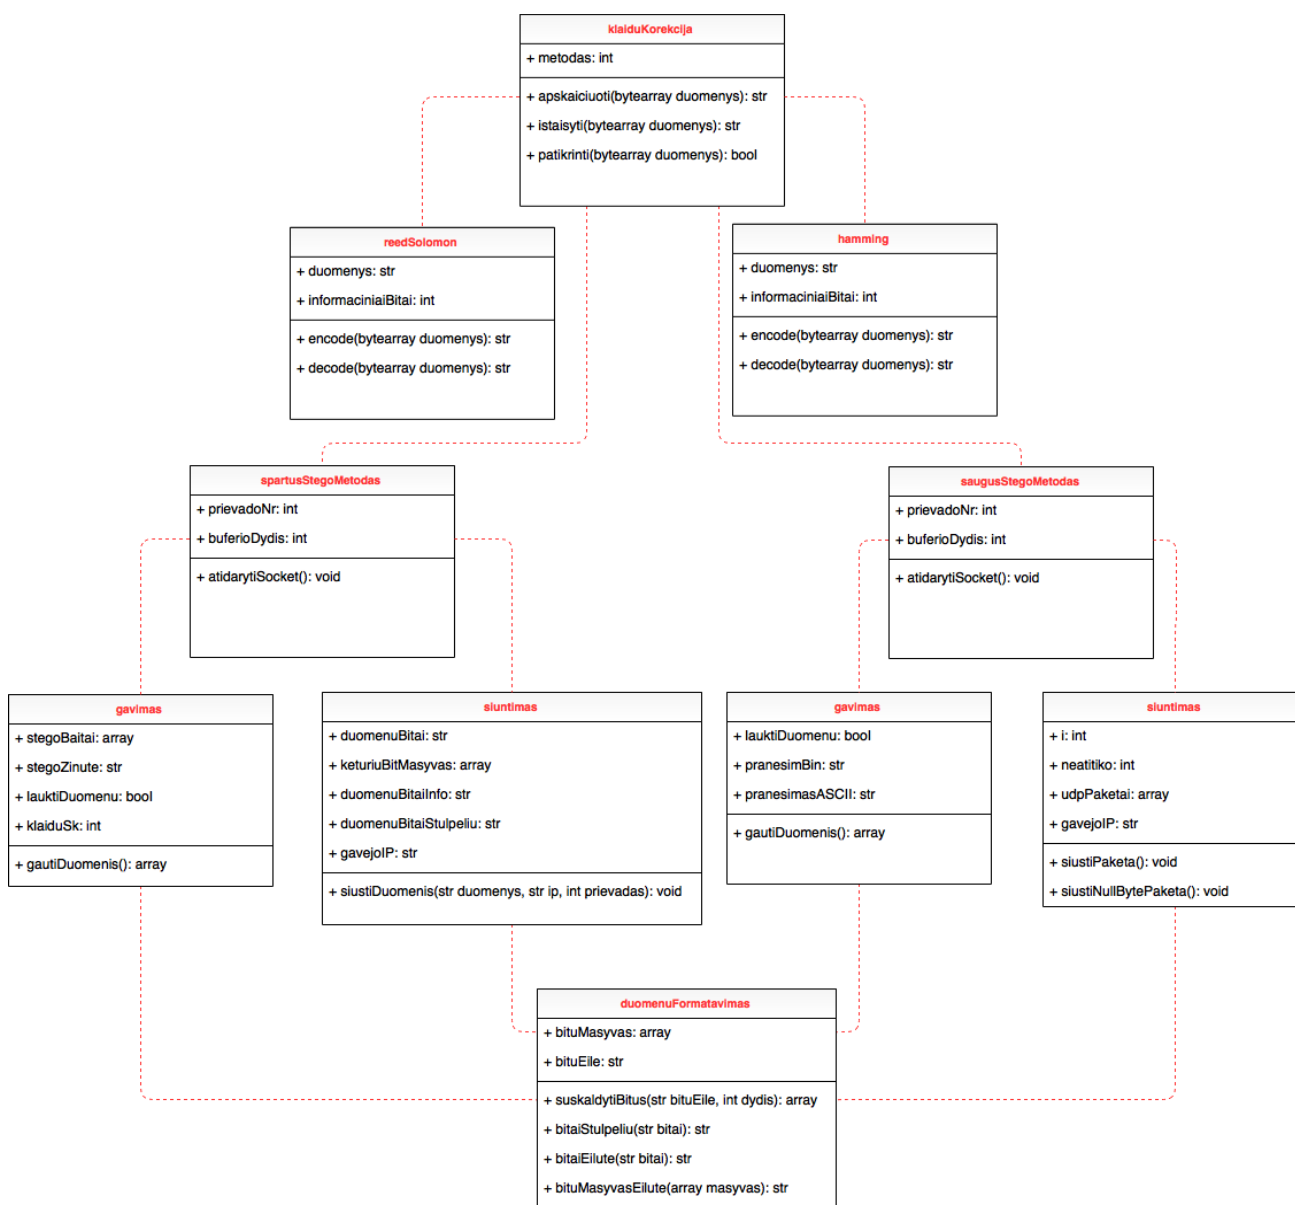 klaiduKorekcija
+ metodas: int
+ apskaiciuoti(bytearray duomenys): str
+ istaisyti(bytearray duomenys): str
+ patikrinti(bytearray duomenys): bool
reedSolomon
+ duomenys: str
+ informaciniaiBitai: int
+ encode(bytearray duomenys): str
+ decode(bytearray duomenys): str
hamming
+ duomenys: str
+ informaciniaiBitai: int
+ encode(bytearray duomenys): str
+ decode(bytearray duomenys): str
spartusStegoMetodas
+ prievadoNr: int
+ buferioDydis: int
+ atidarytiSocket(): void
saugusStegoMetodas
+ prievadoNr: int
+ buferioDydis: int
+ atidarytiSocket(): void
gavimas
+ stegoBaitai: array
+ stegoZinute: str
+ lauktiDuomenu: bool
+ klaiduSk: int
+ gautiDuomenis(): array
siuntimas
+ duomenuBitai: str
+ keturiuBitMasyvas: array
+ duomenuBitaiInfo: str
+ duomenuBitaiStulpeliu: str
+ gavejoIP: str
+ siustiDuomenis(str duomenys, str ip, int prievadas): void
gavimas
+ lauktiDuomenu: bool
+ pranesimBin: str
+ pranesimasASCII: str
+ gautiDuomenis(): array
siuntimas
+ i: int
+ neatitiko: int
+ udpPaketai: array
+ gavejoIP: str
+ siustiPaketa(): void
+ siustiNullBytePaketa(): void
duomenuFormatavimas
+ bituMasyvas: array
+ bituEile: str
+ suskaldytiBitus(str bituEile, int dydis): array
+ bitaiStulpeliu(str bitai): str
+ bitaiEilute(str bitai): str
+ bituMasyvasEilute(array masyvas): str